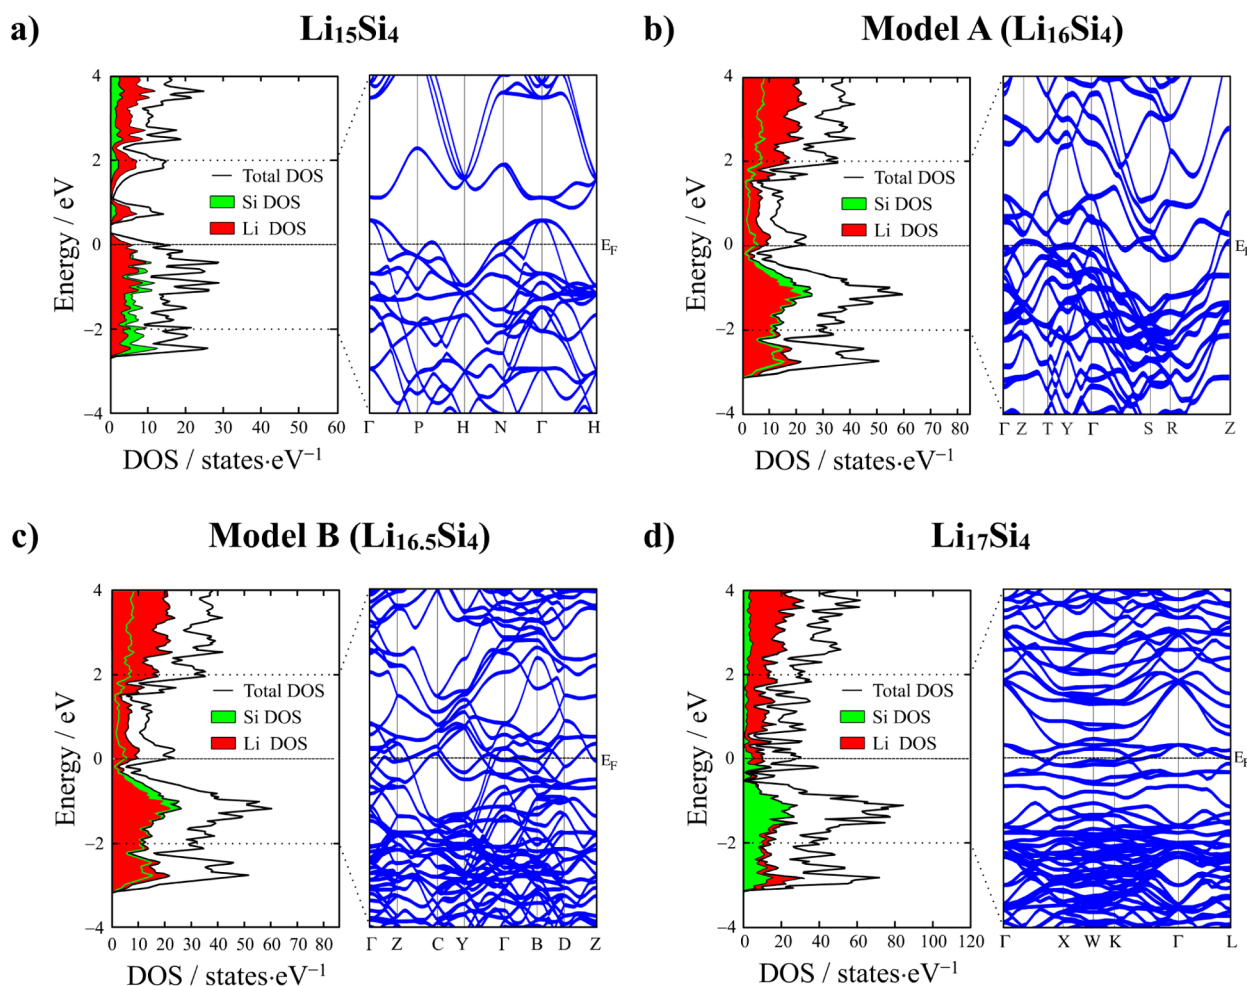 a) Li₁₅Si₄
4
2
0
−2
−4
Energy / eV
Total DOS
Si DOS
Li DOS
E_F
0 10 20 30 40 50 60
Γ P H N Γ H
DOS / states·eV⁻¹
b) Model A (Li₁₆Si₄)
4
2
0
−2
−4
Energy / eV
Total DOS
Si DOS
Li DOS
0 10 20 30 40 50 60 70 80
Γ Z T Y Γ S R Z
DOS / states·eV⁻¹
c) Model B (Li₁₆.₅Si₄)
4
2
0
−2
−4
Energy / eV
Total DOS
Si DOS
Li DOS
E_F
0 10 20 30 40 50 60 70 80
Γ Z C Y Γ B D Z
DOS / states·eV⁻¹
d) Li₁₇Si₄
4
2
0
−2
−4
Energy / eV
Total DOS
Si DOS
Li DOS
0 20 40 60 80 100 120
Γ X W K Γ L
DOS / states·eV⁻¹